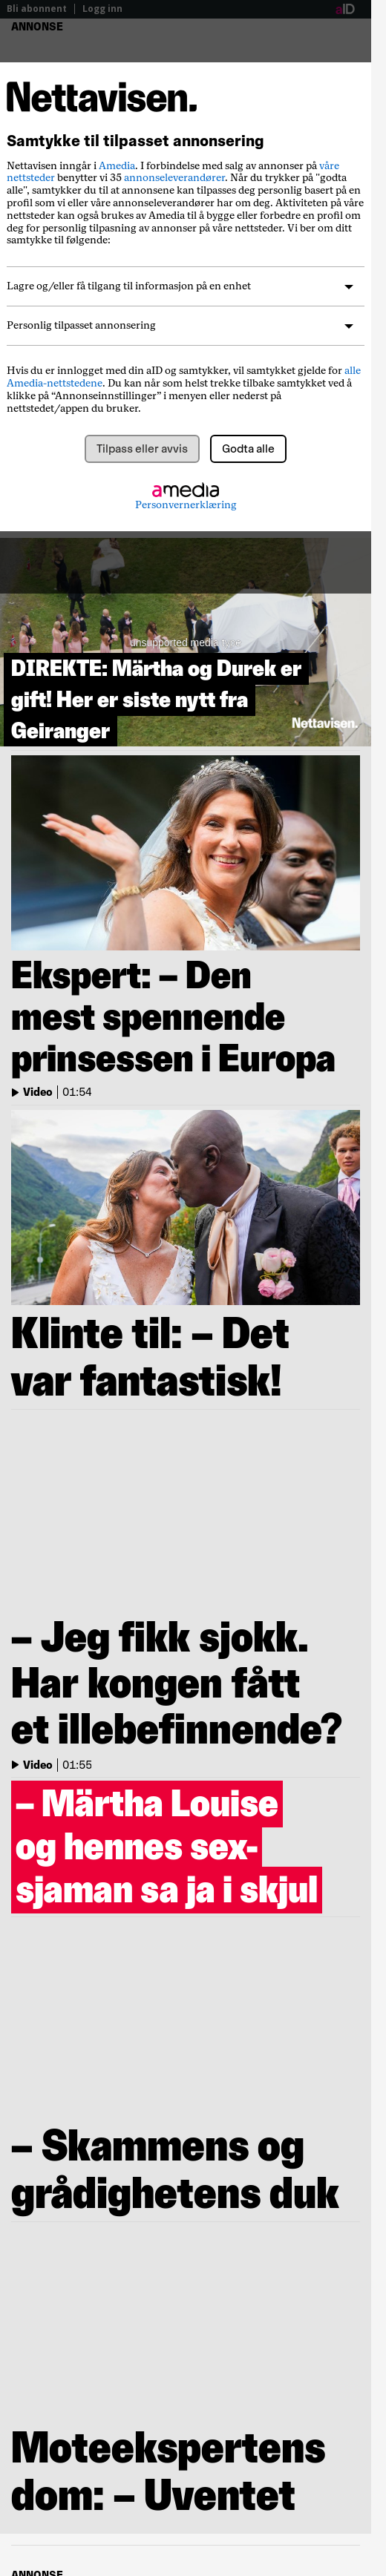 Bli abonnent | Logg inn
aID
ANNONSE
Nettavisen.
Samtykke til tilpasset annonsering
Nettavisen inngår i Amedia. I forbindelse med salg av annonser på våre
nettsteder benytter vi 35 annonseleverandører. Når du trykker på "godta
alle", samtykker du til at annonsene kan tilpasses deg personlig basert på en
profil som vi eller våre annonseleverandører har om deg. Aktiviteten på våre
nettsteder kan også brukes av Amedia til å bygge eller forbedre en profil om
deg for personlig tilpasning av annonser på våre nettsteder. Vi ber om ditt
samtykke til følgende:
Lagre og/eller få tilgang til informasjon på en enhet
Personlig tilpasset annonsering
Hvis du er innlogget med din aID og samtykker, vil samtykket gjelde for alle
Amedia-nettstedene. Du kan når som helst trekke tilbake samtykket ved å
klikke på “Annonseinnstillinger” i menyen eller nederst på
nettstedet/appen du bruker.
Tilpass eller avvis
Godta alle
amedia
Personvernerklæring
unsupported media type
DIREKTE: Märtha og Durek er
gift! Her er siste nytt fra
Geiranger
Nettavisen.
Ekspert: – Den
mest spennende
prinsessen i Europa
Video | 01:54
Klinte til: – Det
var fantastisk!
– Jeg fikk sjokk.
Har kongen fått
et illebefinnende?
Video | 01:55
– Märtha Louise
og hennes sex-
sjaman sa ja i skjul
– Skammens og
grådighetens duk
Moteekspertens
dom: – Uventet
ANNONSE